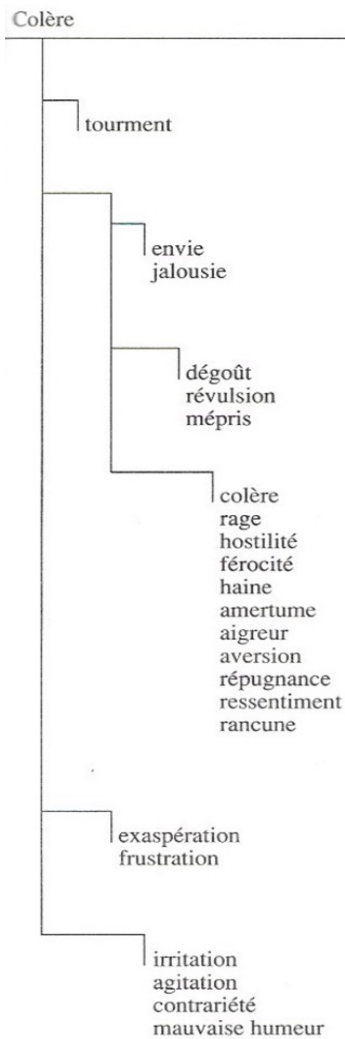 Colère
tourment
envie
jalousie
dégoût
révulsion
mépris
colère
rage
hostilité
férocité
haine
amertume
aigreur
aversion
répugnance
ressentiment
rancune
exaspération
frustration
irritation
agitation
contrariété
mauvaise humeur